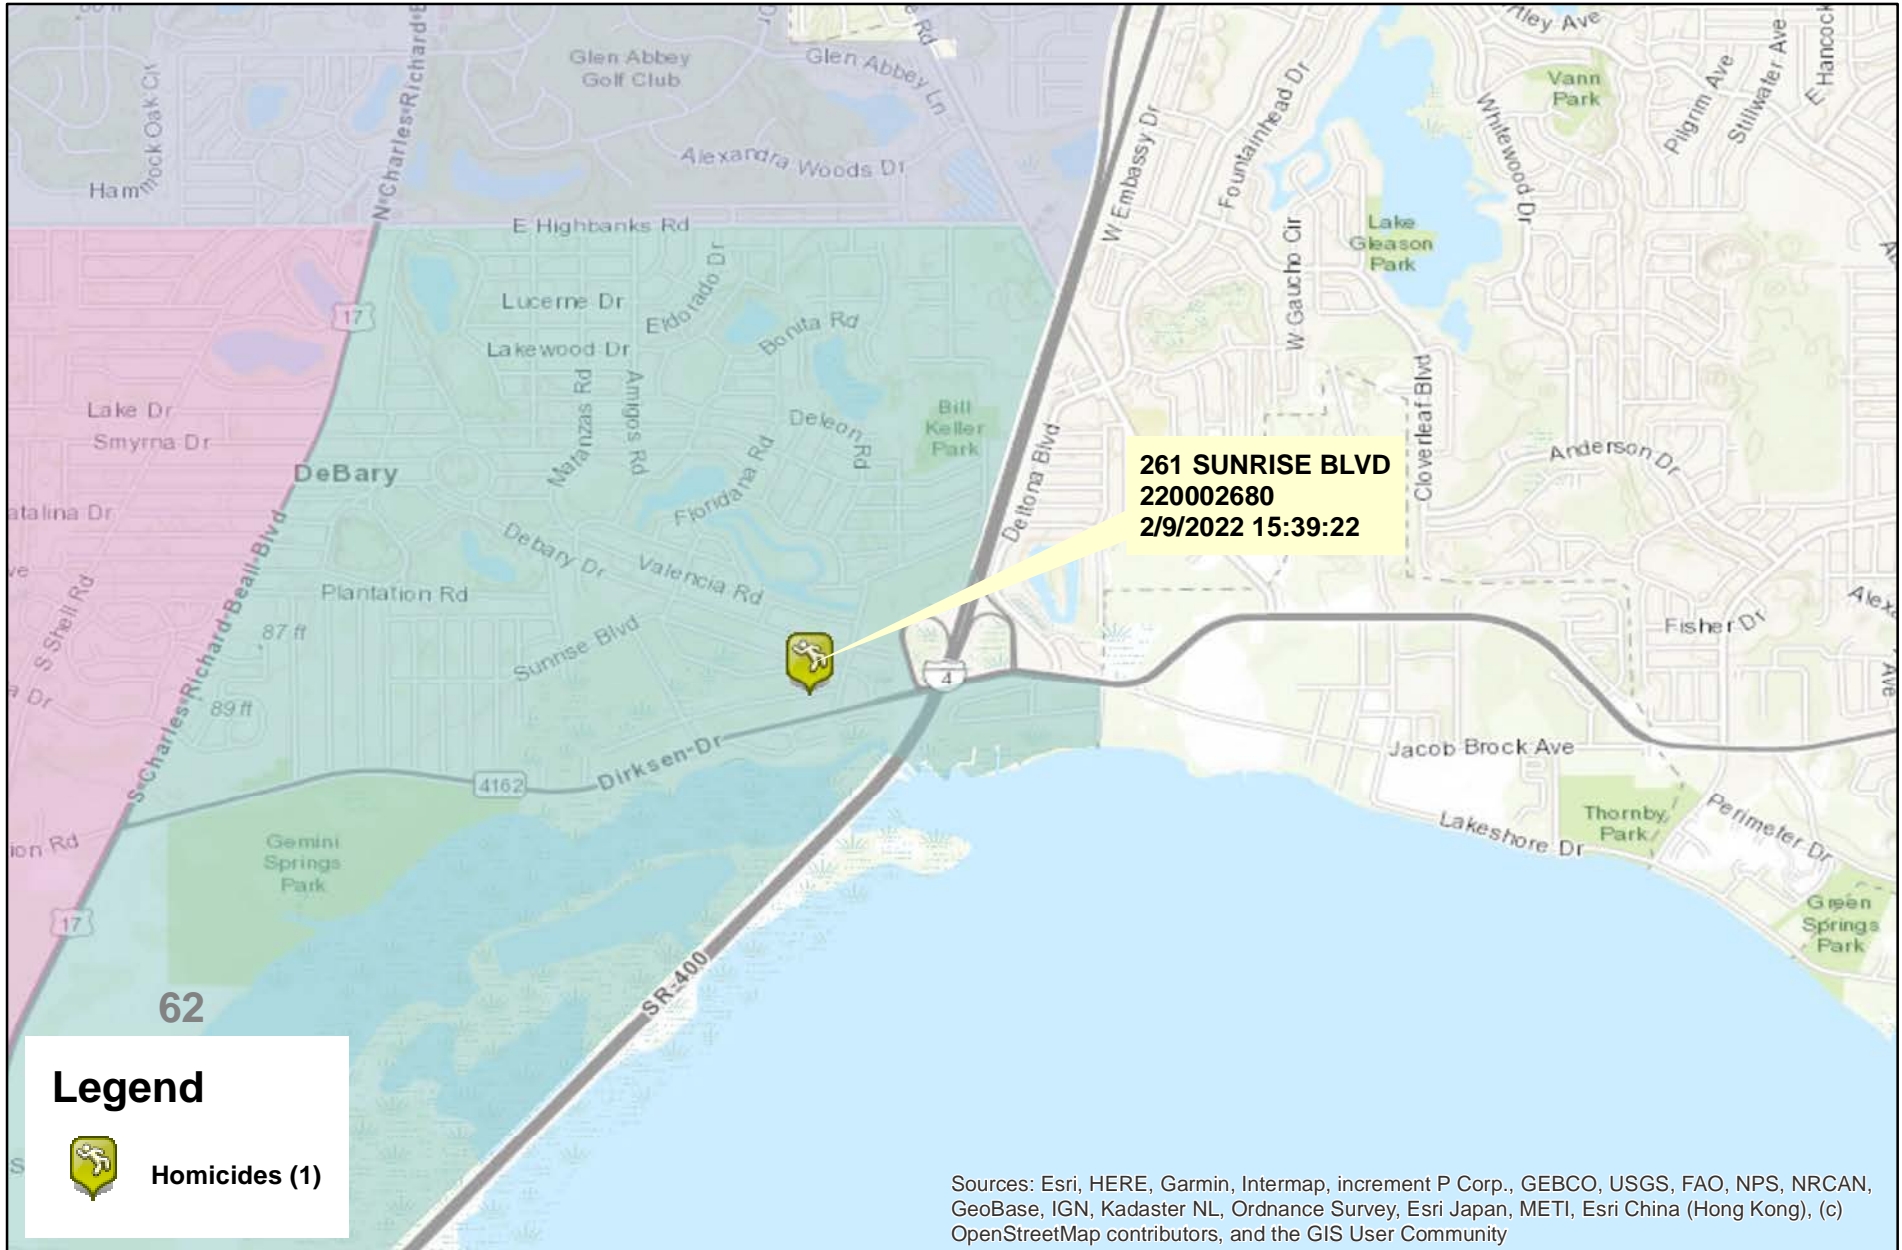 Glen Abbey
Golf Club
Glen Abbey Ln
Hammock Oak Cir
N Charles Richard B
Alexandra Woods Dr
E Highbanks Rd
W Embassy Dr
Fountainhead Dr
Vann
Park
Pilgrim Ave
Stillwater Ave
E Hancock
Whitewood Dr
Lake
Gleason
Park
W Gaucho Cir
17
Lucerne Dr
Eldorado Dr
Bonita Rd
Lakewood Dr
Maranzas Rd
Amigos Rd
Deleon Rd
Bill
Keller
Park
Lake Dr
Smyrna Dr
DeBary
Floridana Rd
Deltona Blvd
Cloverleaf Blvd
Anderson Dr
261 SUNRISE BLVD
220002680
2/9/2022 15:39:22
atalina Dr
Debary Dr
Valencia Rd
Plantation Rd
S Shell Rd
87 ft
Sunrise Blvd
Fisher Dr
S Charles Richard Beall Blvd
89 ft
a Dr
4
Ave
Jacob Brock Ave
Dirksen Dr
4162
Thornby
Park
Perimeter Dr
Lakeshore Dr
ion Rd
Gemini
Springs
Park
17
Green
Springs
Park
SR-400
62
Legend
Homicides (1)
Sources: Esri, HERE, Garmin, Intermap, increment P Corp., GEBCO, USGS, FAO, NPS, NRCAN,
GeoBase, IGN, Kadaster NL, Ordnance Survey, Esri Japan, METI, Esri China (Hong Kong), (c)
OpenStreetMap contributors, and the GIS User Community